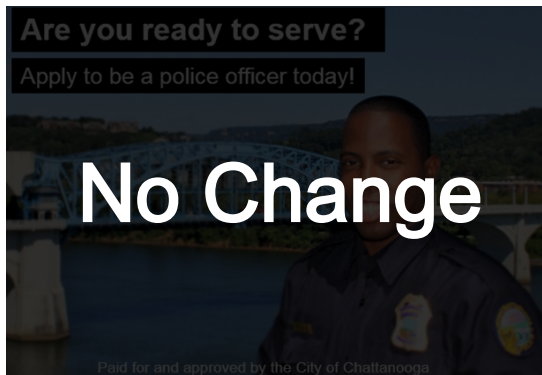 Are you ready to serve?
Apply to be a police officer today!
No Change
Paid for and approved by the City of Chattanooga